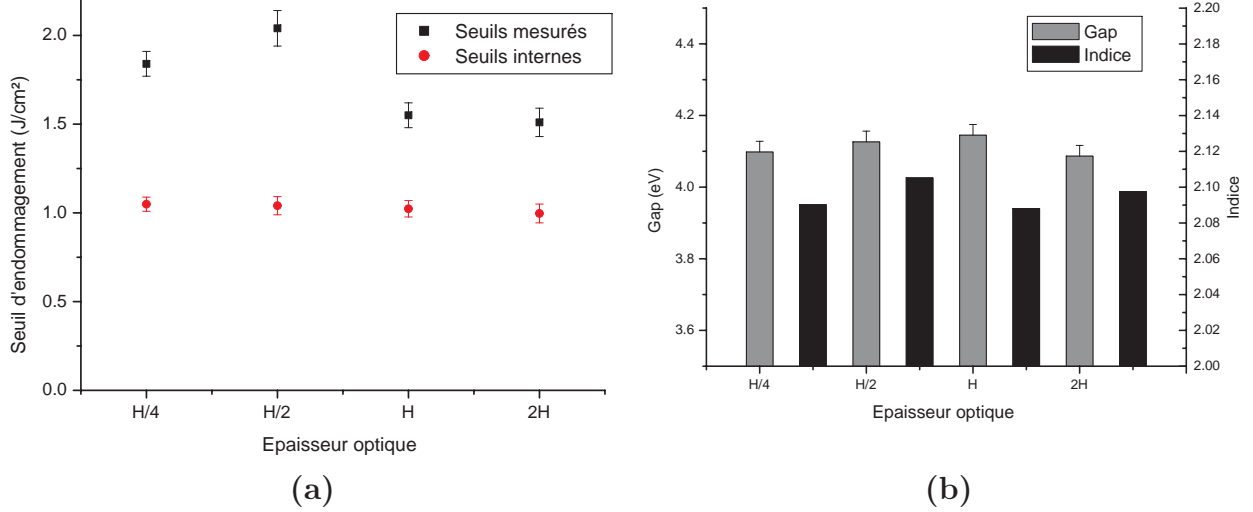 Seuil d'endommagement (J/cm²)
2.0
1.5
1.0
0.5
0.0
Seuils mesurés
Seuils internes
H/4 H/2 H 2H
Epaisseur optique
(a)
Gap (eV)
4.4
4.2
4.0
3.8
3.6
Gap
Indice
2.20
2.18
2.16
2.14
2.12
2.10
2.08
2.06
2.04
2.02
2.00
Indice
H/4 H/2 H 2H
Epaisseur optique
(b)